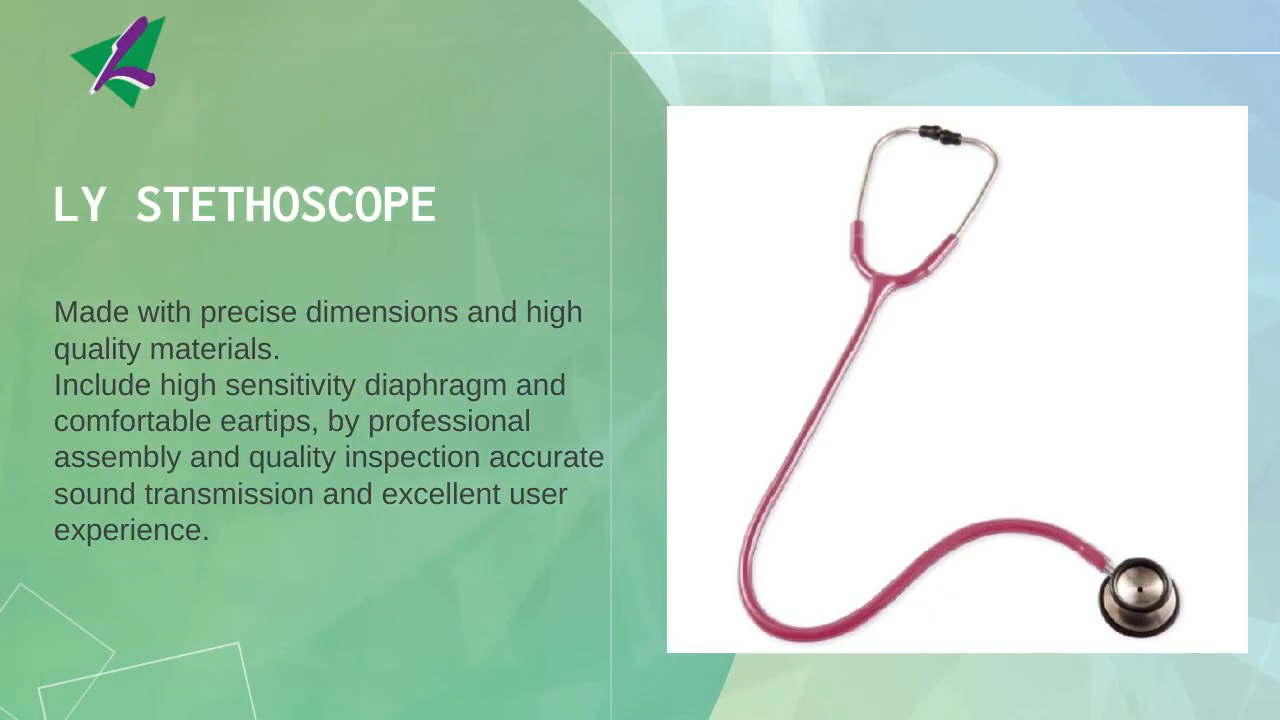 LY STETHOSCOPE
Made with precise dimensions and high
quality materials.
Include high sensitivity diaphragm and
comfortable eartips, by professional
assembly and quality inspection accurate
sound transmission and excellent user
experience.